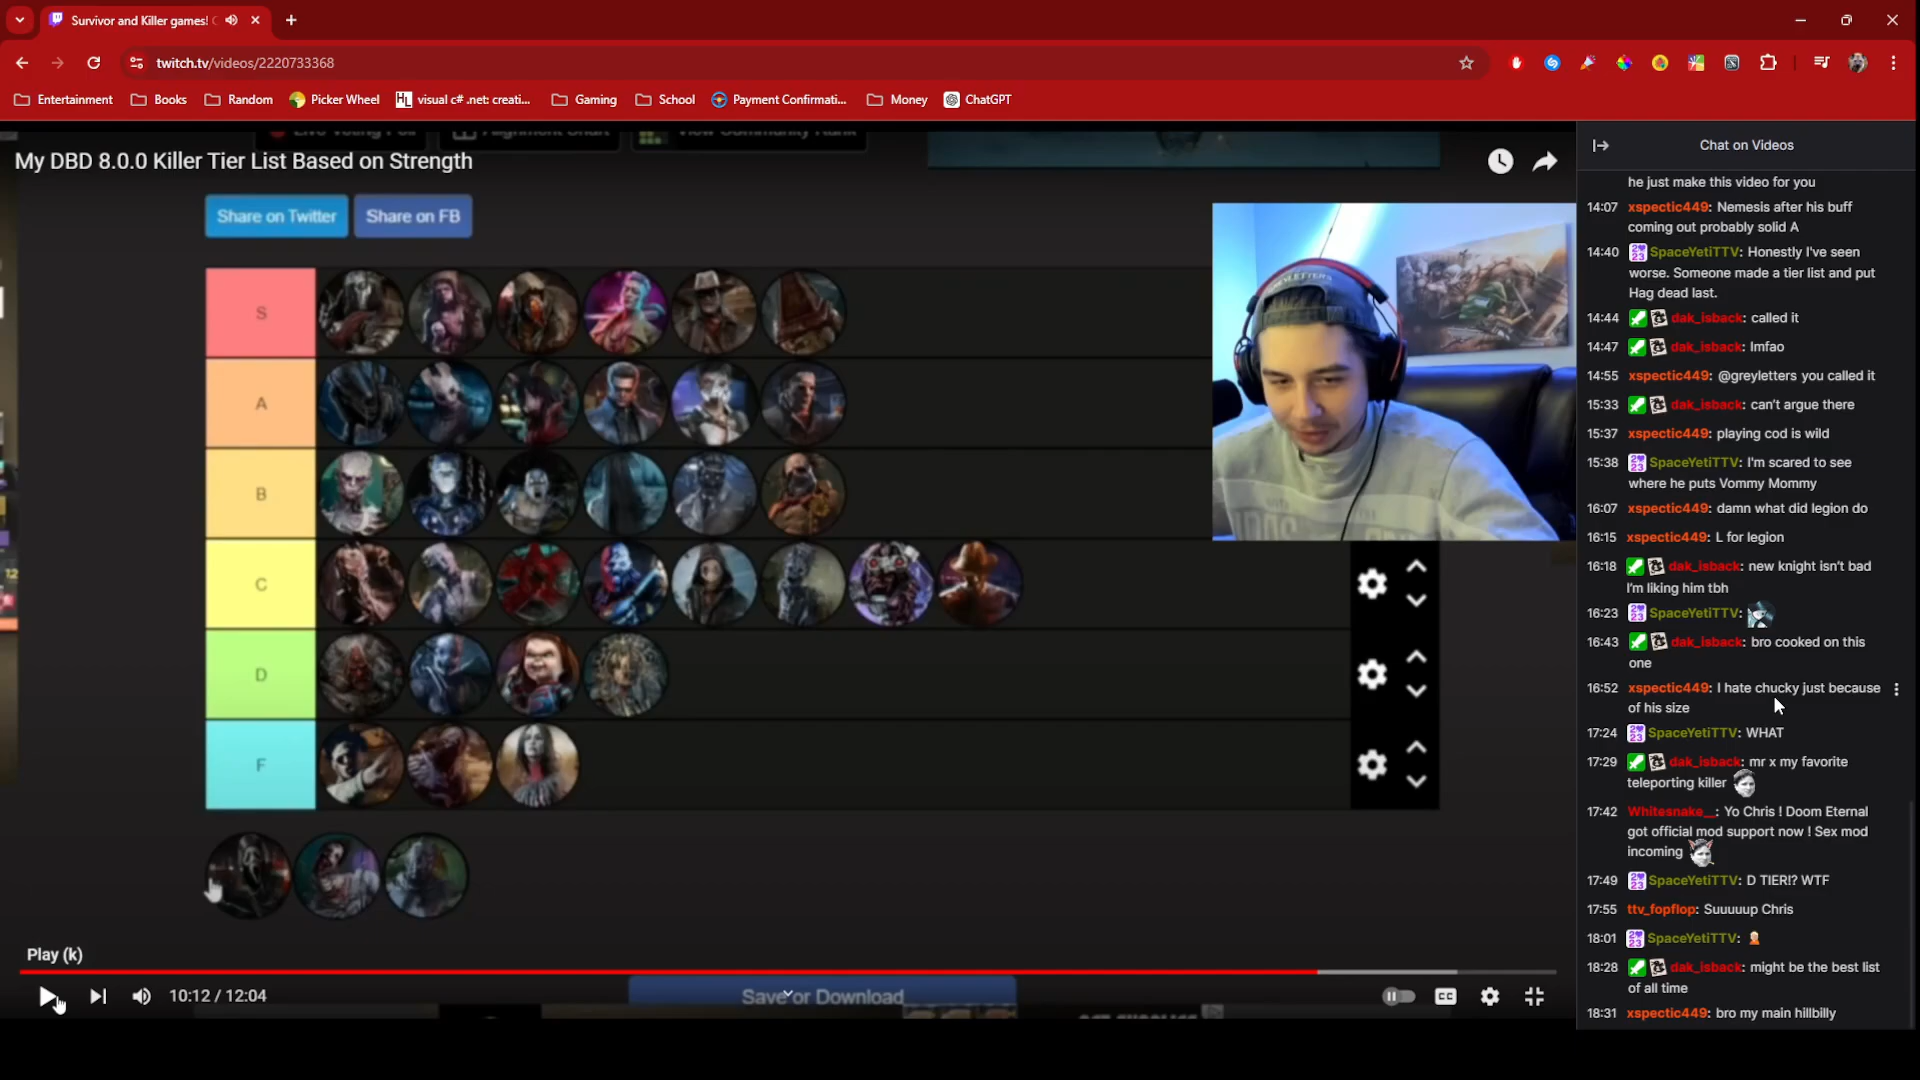 Survivor and Killer games!
twitch.tv/videos/2220733368
Entertainment Books Random Picker Wheel visual c# .net: creati... Gaming School Payment Confirmati... Money ChatGPT
Live Voting Poll Alignment Chart View Community Rank
My DBD 8.0.0 Killer Tier List Based on Strength
Share on Twitter Share on FB
S
A
B
C
D
F
Play (k)
10:12 / 12:04
Save or Download
CC
Chat on Videos
he just make this video for you
14:07 xspectic449: Nemesis after his buff
coming out probably solid A
14:40 SpaceYetiTTV: Honestly I've seen
worse. Someone made a tier list and put
Hag dead last.
14:44 dak_isback: called it
14:47 dak_isback: lmfao
14:55 xspectic449: @greyletters you called it
15:33 dak_isback: can't argue there
15:37 xspectic449: playing cod is wild
15:38 SpaceYetiTTV: I'm scared to see
where he puts Vommy Mommy
16:07 xspectic449: damn what did legion do
16:15 xspectic449: L for legion
16:18 dak_isback: new knight isn't bad
I'm liking him tbh
16:23 SpaceYetiTTV:
16:43 dak_isback: bro cooked on this
one
16:52 xspectic449: I hate chucky just because
of his size
17:24 SpaceYetiTTV: WHAT
17:29 dak_isback: mr x my favorite
teleporting killer
17:42 Whitesnake__: Yo Chris ! Doom Eternal
got official mod support now ! Sex mod
incoming
17:49 SpaceYetiTTV: D TIER!? WTF
17:55 ttv_fopflop: Suuuuup Chris
18:01 SpaceYetiTTV:
18:28 dak_isback: might be the best list
of all time
18:31 xspectic449: bro my main hillbilly